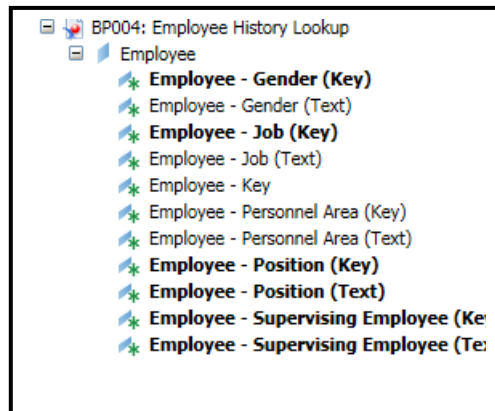 BP004: Employee History Lookup
Employee
Employee - Gender (Key)
Employee - Gender (Text)
Employee - Job (Key)
Employee - Job (Text)
Employee - Key
Employee - Personnel Area (Key)
Employee - Personnel Area (Text)
Employee - Position (Key)
Employee - Position (Text)
Employee - Supervising Employee (Ke
Employee - Supervising Employee (Te